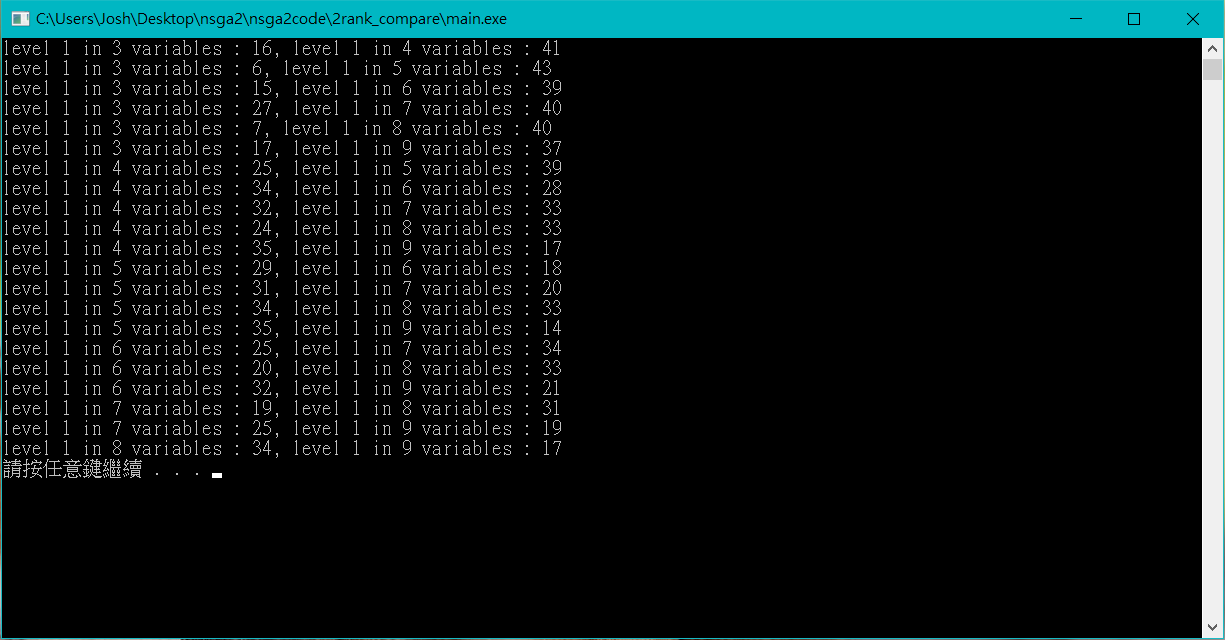 C:\Users\Josh\Desktop\nsga2\nsga2code\2rank_compare\main.exe
level 1 in 3 variables : 16, level 1 in 4 variables : 41
level 1 in 3 variables : 6, level 1 in 5 variables : 43
level 1 in 3 variables : 15, level 1 in 6 variables : 39
level 1 in 3 variables : 27, level 1 in 7 variables : 40
level 1 in 3 variables : 7, level 1 in 8 variables : 40
level 1 in 3 variables : 17, level 1 in 9 variables : 37
level 1 in 4 variables : 25, level 1 in 5 variables : 39
level 1 in 4 variables : 34, level 1 in 6 variables : 28
level 1 in 4 variables : 32, level 1 in 7 variables : 33
level 1 in 4 variables : 24, level 1 in 8 variables : 33
level 1 in 4 variables : 35, level 1 in 9 variables : 17
level 1 in 5 variables : 29, level 1 in 6 variables : 18
level 1 in 5 variables : 31, level 1 in 7 variables : 20
level 1 in 5 variables : 34, level 1 in 8 variables : 33
level 1 in 5 variables : 35, level 1 in 9 variables : 14
level 1 in 6 variables : 25, level 1 in 7 variables : 34
level 1 in 6 variables : 20, level 1 in 8 variables : 33
level 1 in 6 variables : 32, level 1 in 9 variables : 21
level 1 in 7 variables : 19, level 1 in 8 variables : 31
level 1 in 7 variables : 25, level 1 in 9 variables : 19
level 1 in 8 variables : 34, level 1 in 9 variables : 17
請按任意鍵繼續 . . .